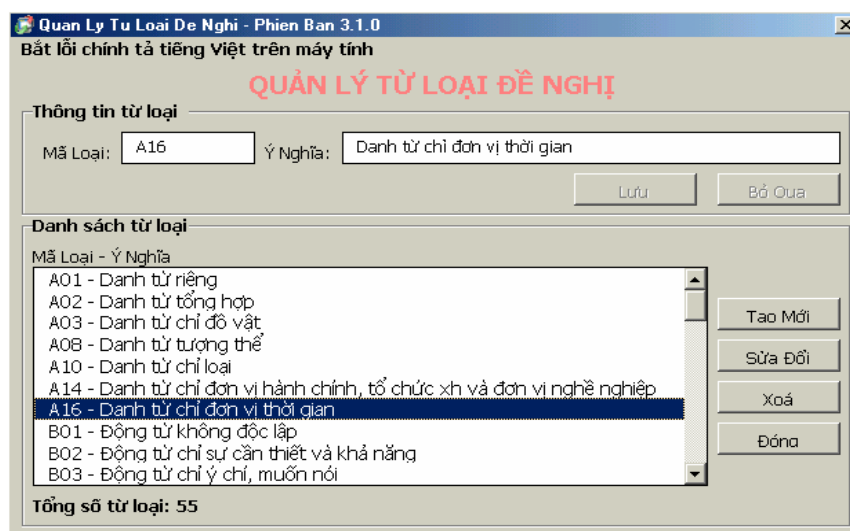 Quan Ly Tu Loai De Nghi - Phien Ban 3.1.0
Bắt lỗi chính tả tiếng Việt trên máy tính
QUẢN LÝ TỪ LOẠI ĐỀ NGHỊ
Thông tin từ loại
Mã Loại: A16 Ý Nghĩa: Danh từ chỉ đơn vị thời gian
Lưu Bỏ Qua
Danh sách từ loại
Mã Loại - Ý Nghĩa
A01 - Danh từ riêng
A02 - Danh từ tổng hợp
A03 - Danh từ chỉ đồ vật
A08 - Danh từ tượng thể
A10 - Danh từ chỉ loại
A14 - Danh từ chỉ đơn vị hành chính, tổ chức xh và đơn vị nghề nghiệp
A16 - Danh từ chỉ đơn vị thời gian
B01 - Động từ không độc lập
B02 - Động từ chỉ sự cần thiết và khả năng
B03 - Động từ chỉ ý chí, muốn nói
Tạo Mới
Sửa Đổi
Xoá
Đóng
Tổng số từ loại: 55